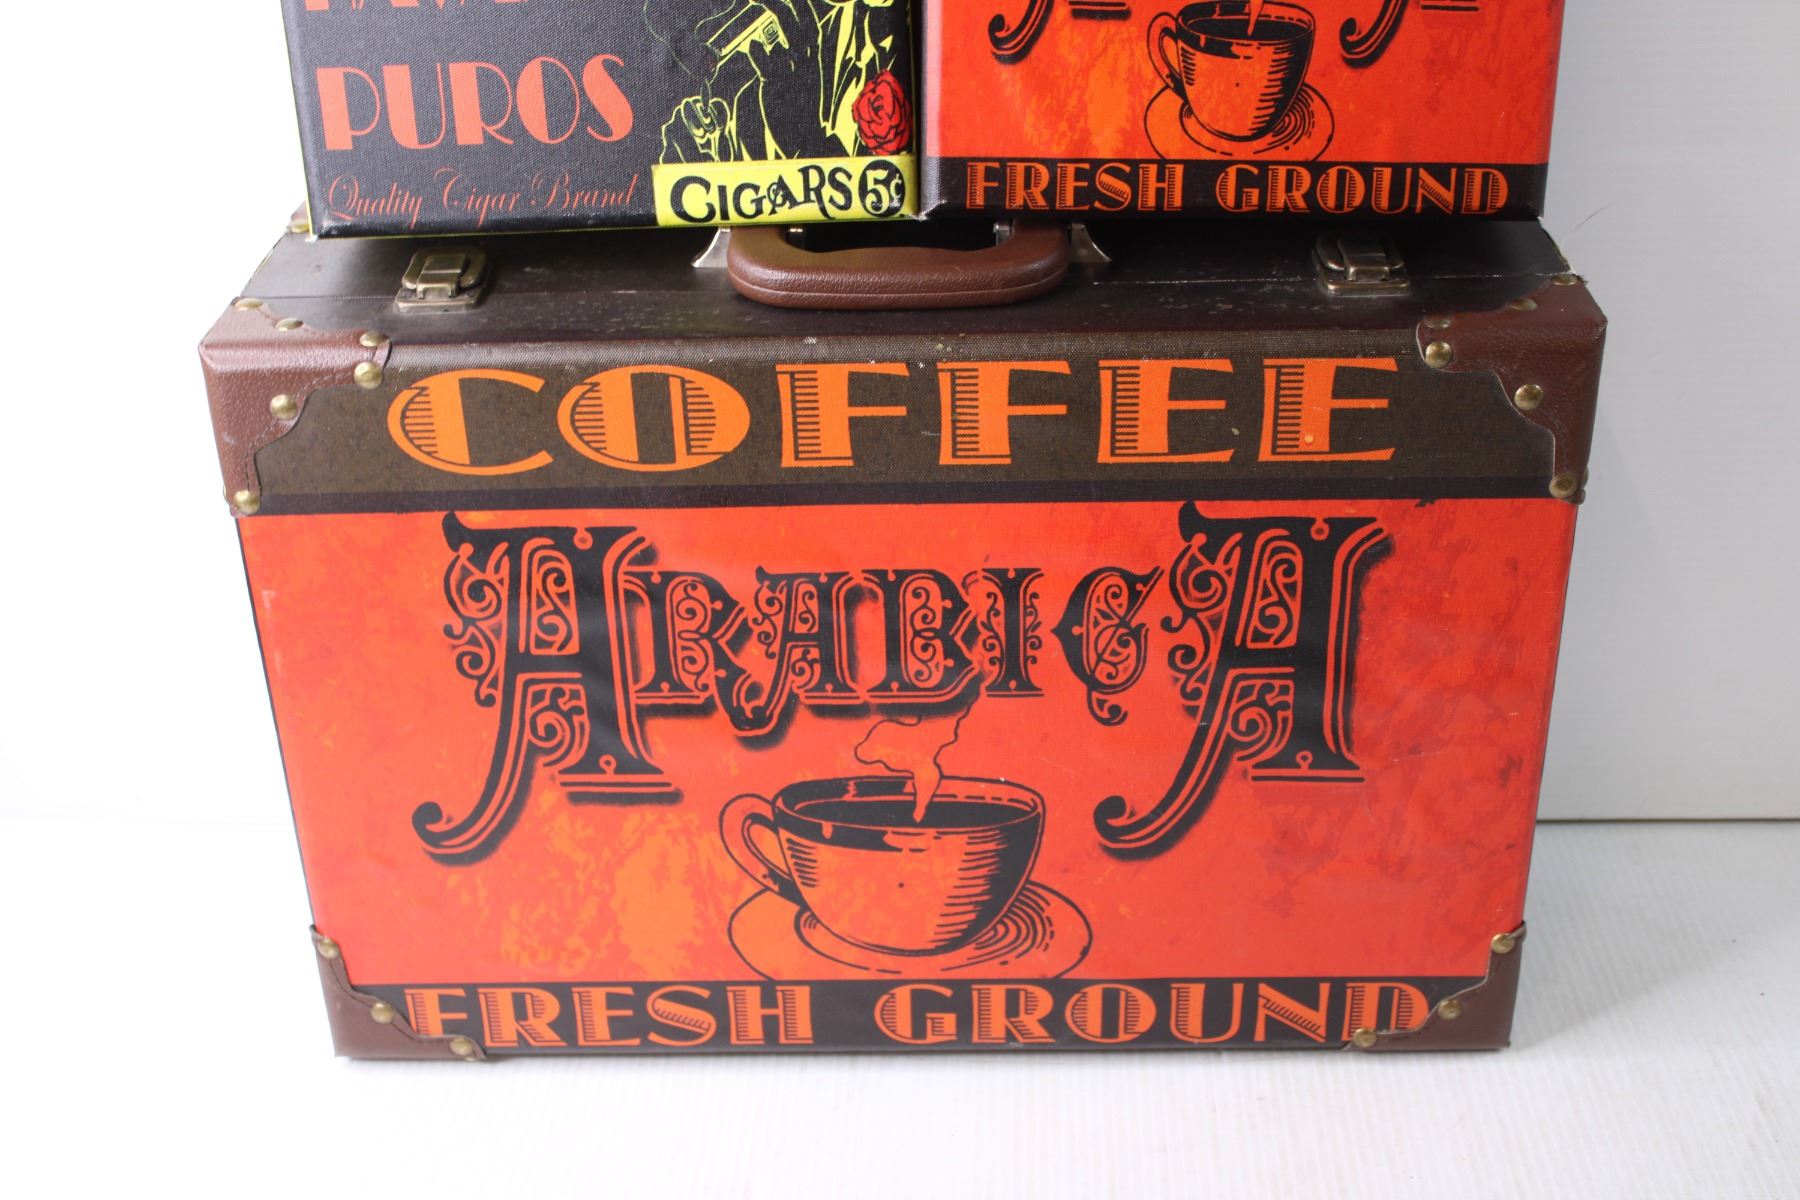 PUROS
Quality Cigar Brand
CIGARS 5¢
FRESH GROUND
COFFEE
ARABICA
FRESH GROUND